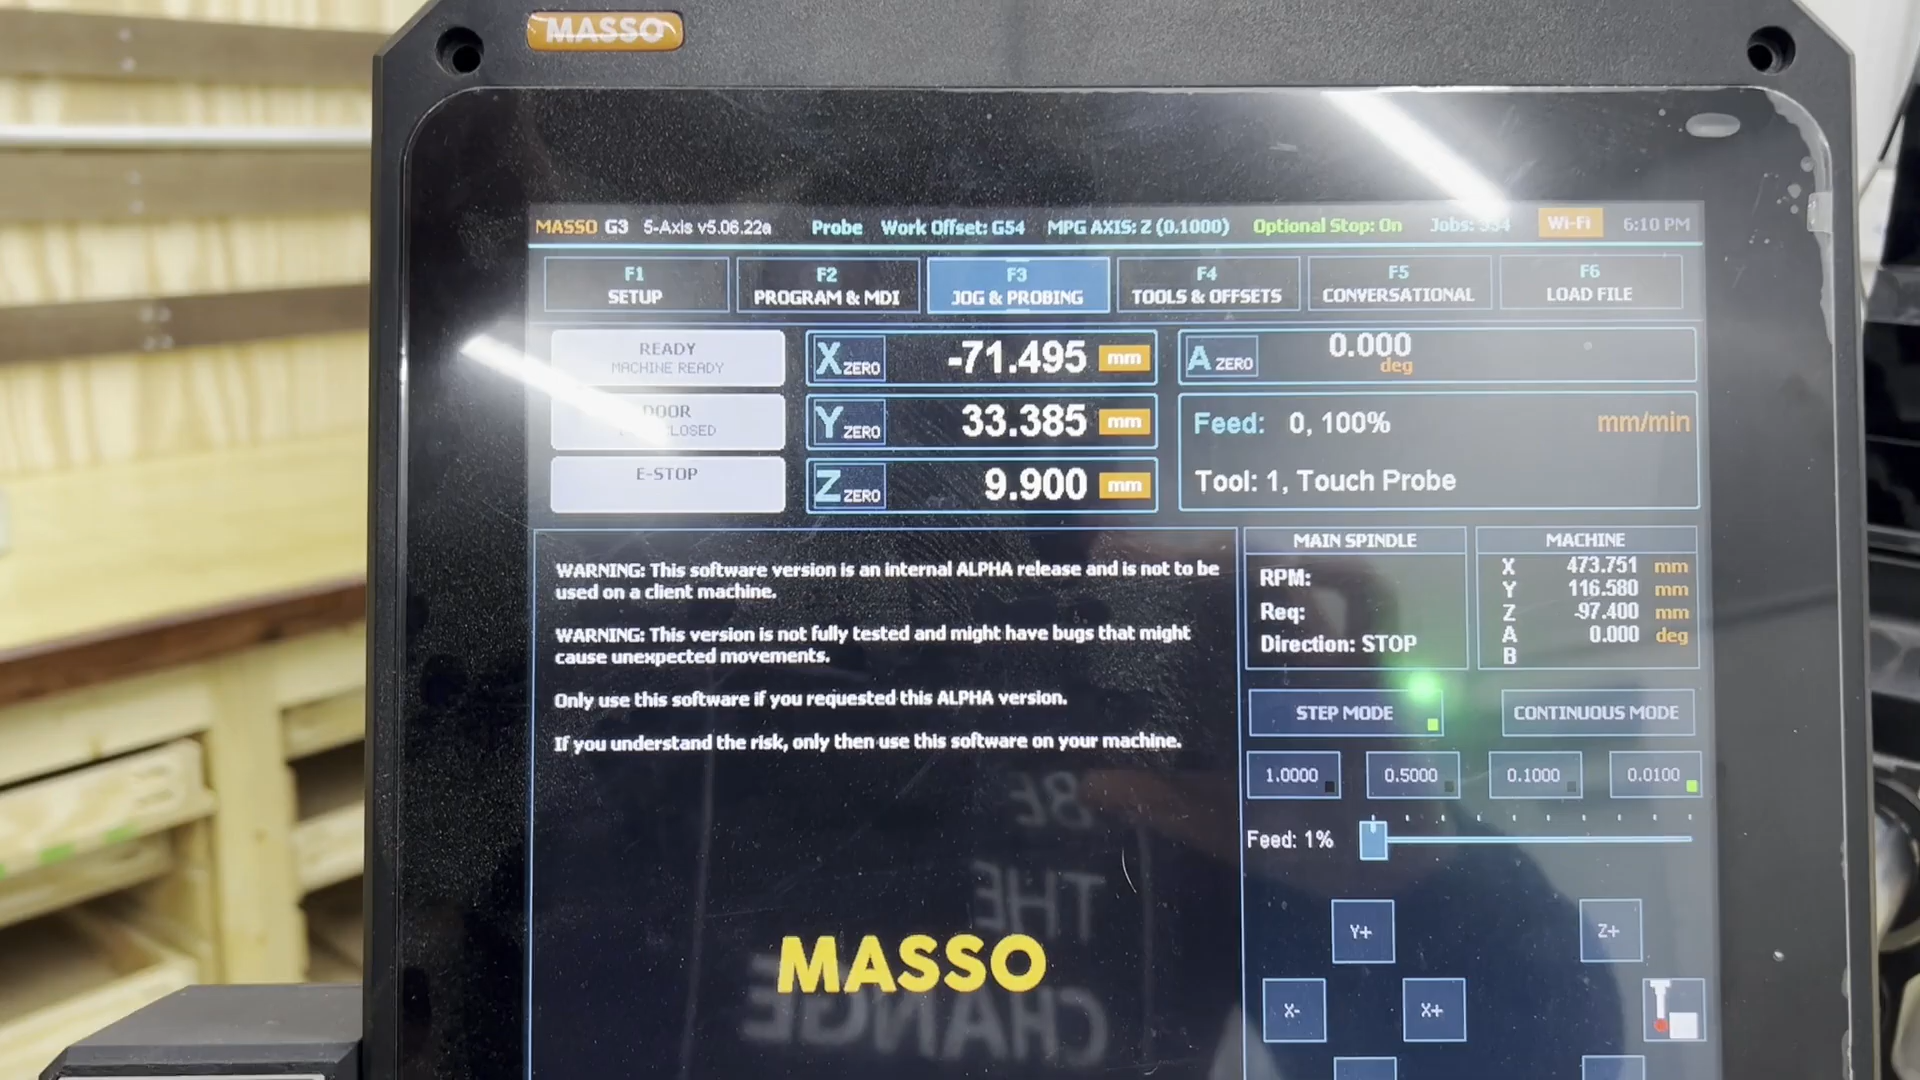 MASSO
MASSO G3 5-Axis v5.06.22a Probe Work Offset: G54 MPG AXIS: Z (0.1000) Optional Stop: On Jobs: Wi-Fi 6:10 PM
F1 F2 F3 F4 F5 F6
SETUP PROGRAM & MDI JOG & PROBING TOOLS & OFFSETS CONVERSATIONAL LOAD FILE
READY
MACHINE READY
DOOR
CLOSED
E-STOP
X ZERO -71.495 mm
Y ZERO 33.385 mm
Z ZERO 9.900 mm
A ZERO 0.000
deg
Feed: 0, 100% mm/min
Tool: 1, Touch Probe
WARNING: This software version is an internal ALPHA release and is not to be
used on a client machine.
WARNING: This version is not fully tested and might have bugs that might
cause unexpected movements.
Only use this software if you requested this ALPHA version.
If you understand the risk, only then use this software on your machine.
MASSO
MAIN SPINDLE
RPM:
Req:
Direction: STOP
MACHINE
X 473.751 mm
Y 116.580 mm
Z -97.400 mm
A 0.000 deg
B
STEP MODE CONTINUOUS MODE
1.0000 0.5000 0.1000 0.0100
Feed: 1%
Y+ Z+
X- X+
BE
THE
CHANGE